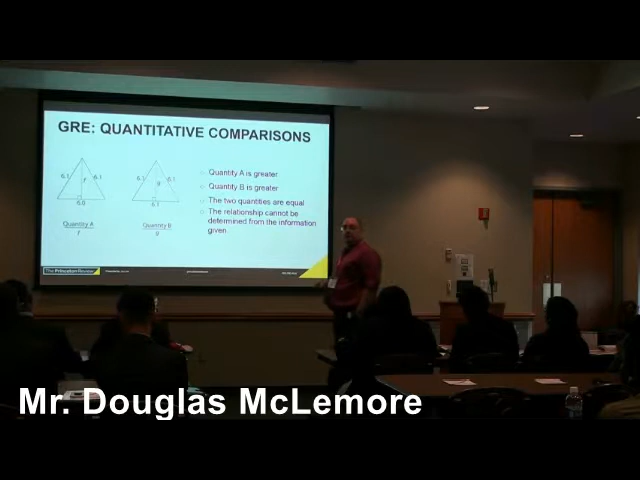 GRE: QUANTITATIVE COMPARISONS
6.1 f 6.1
6.0
6.1 g 6.1
6.1
Quantity A
f
Quantity B
g
Quantity A is greater
Quantity B is greater
The two quantities are equal
The relationship cannot be
determined from the information
given
The Princeton Review
Mr. Douglas McLemore